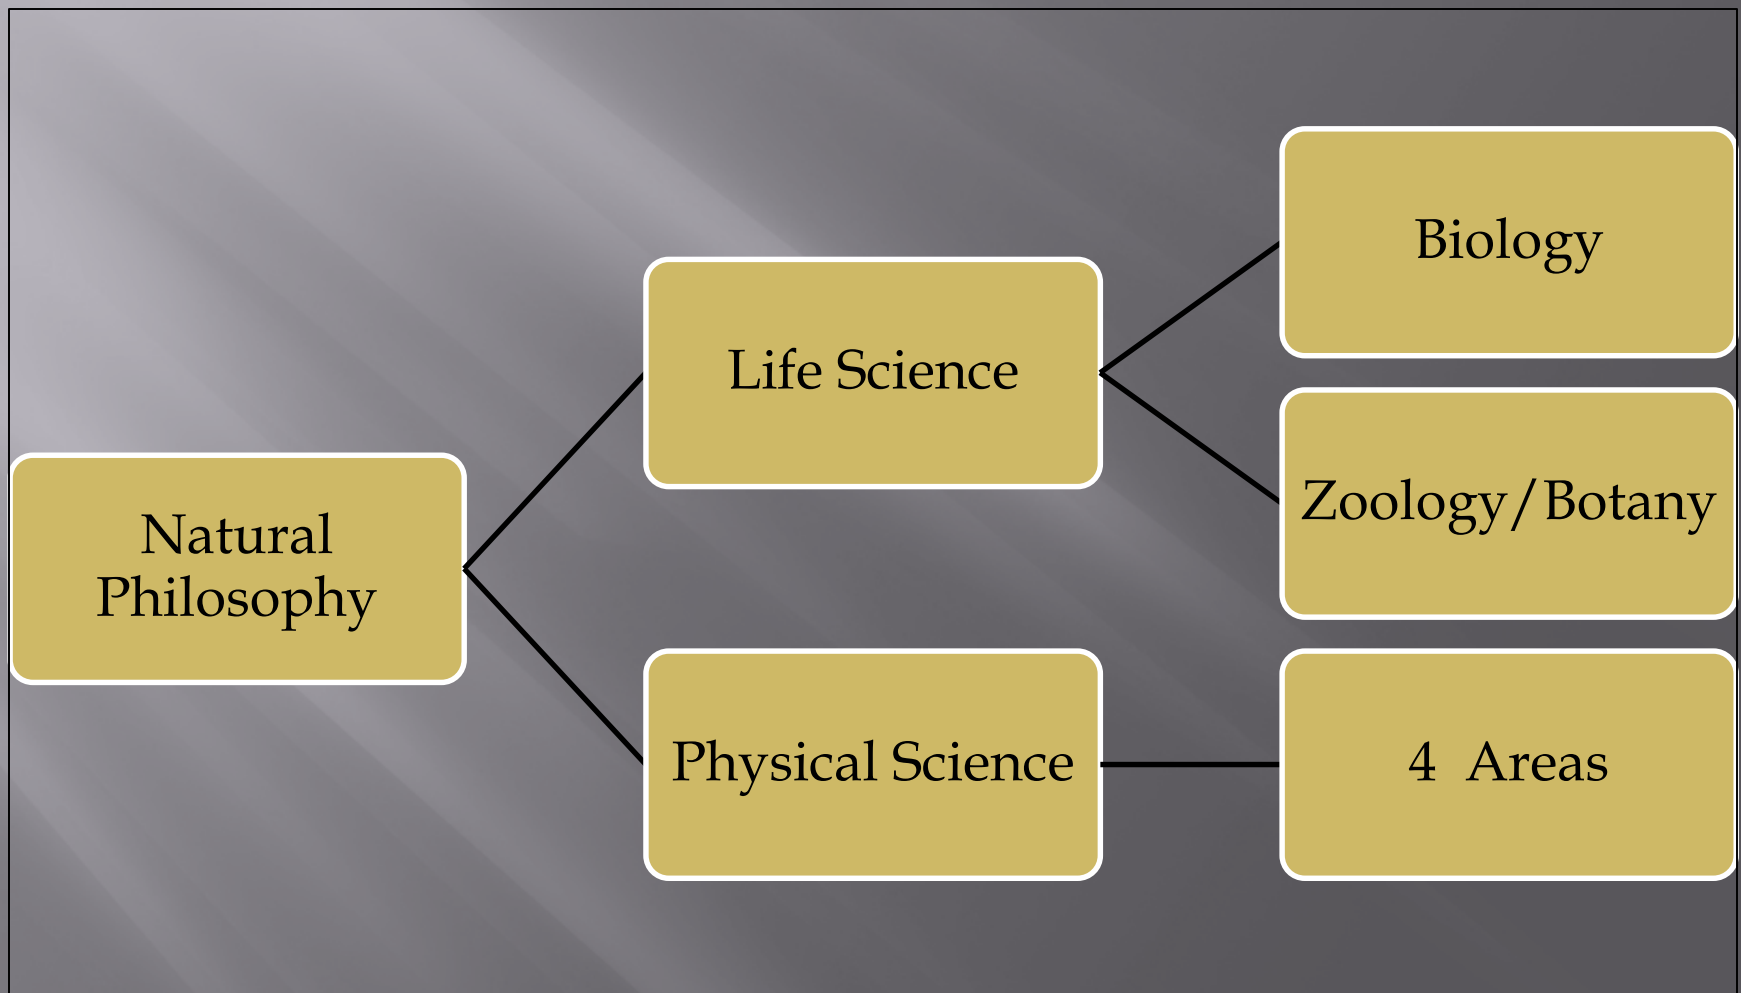 Natural
Philosophy
Life Science
Physical Science
Biology
Zoology/Botany
4  Areas